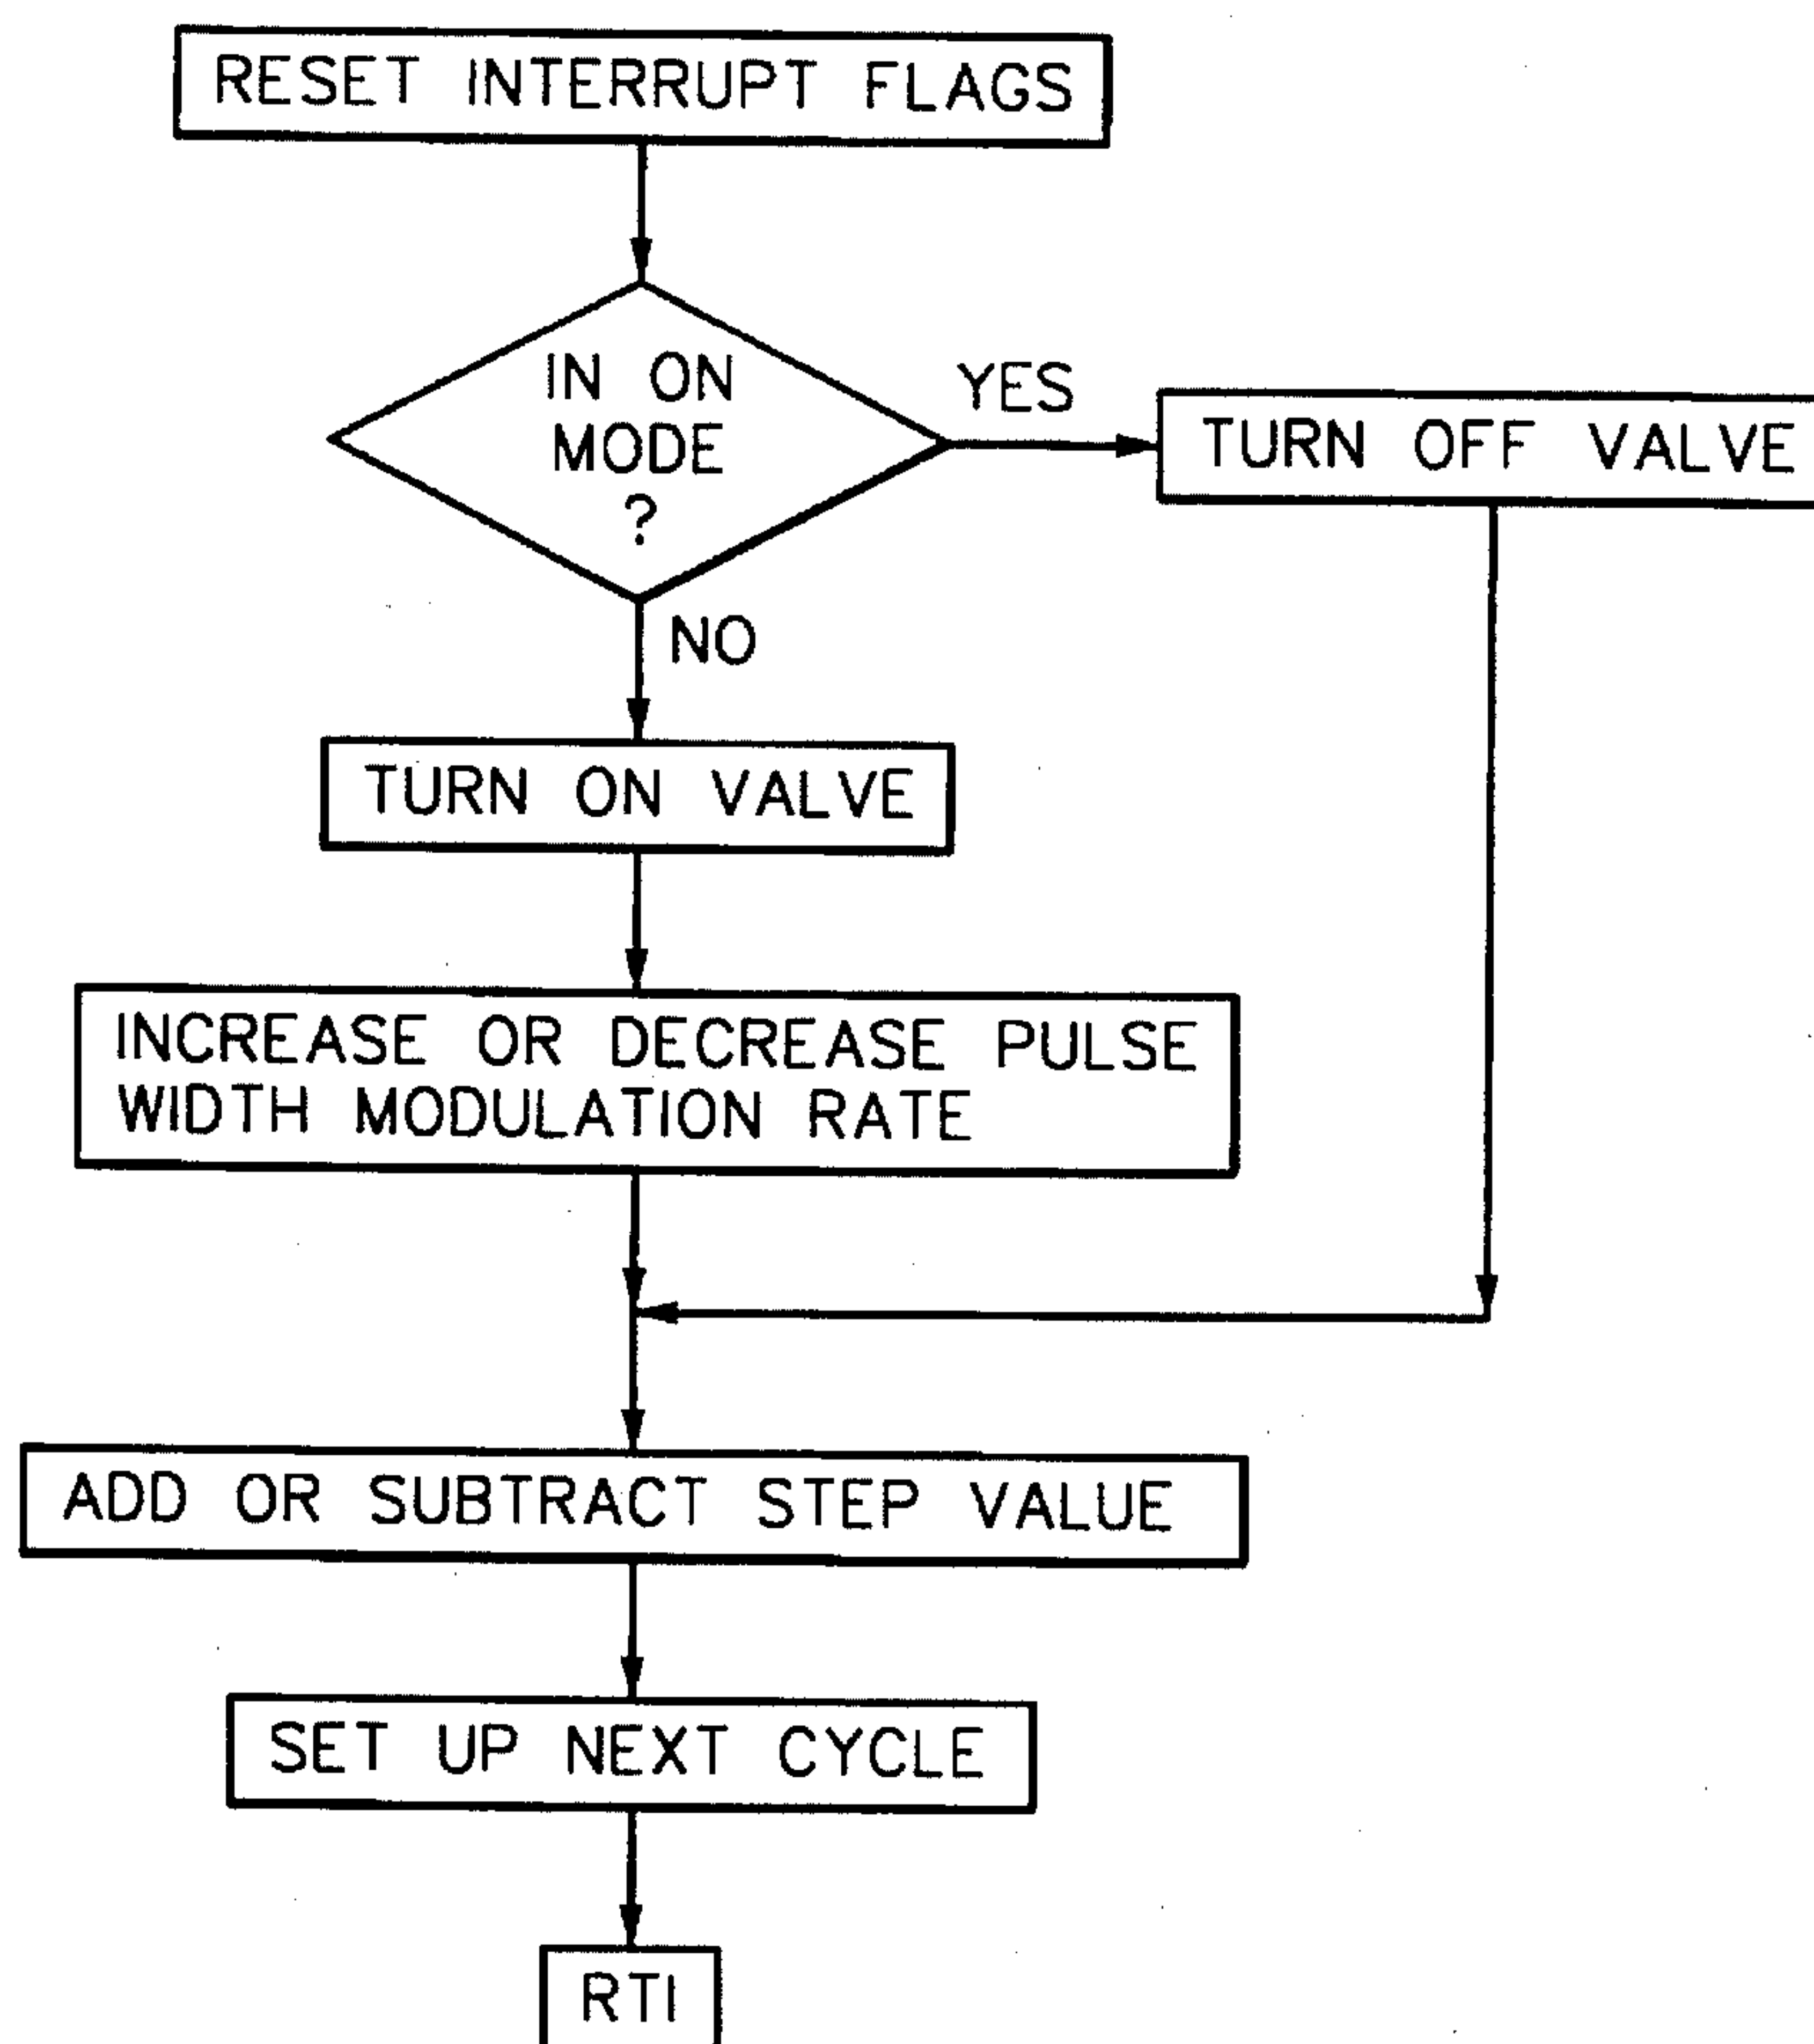 RESET INTERRUPT FLAGS
IN ON
MODE
?
YES
TURN OFF VALVE
NO
TURN ON VALVE
INCREASE OR DECREASE PULSE
WIDTH MODULATION RATE
ADD OR SUBTRACT STEP VALUE
SET UP NEXT CYCLE
RTI